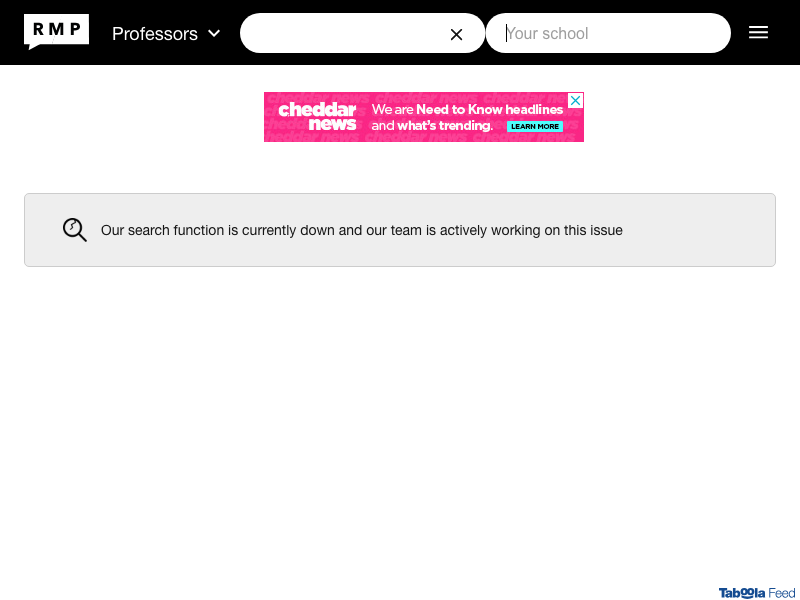 RMP
Professors
Your school
cheddar news
We are Need to Know headlines
and what's trending.
LEARN MORE
Our search function is currently down and our team is actively working on this issue
Taboola Feed